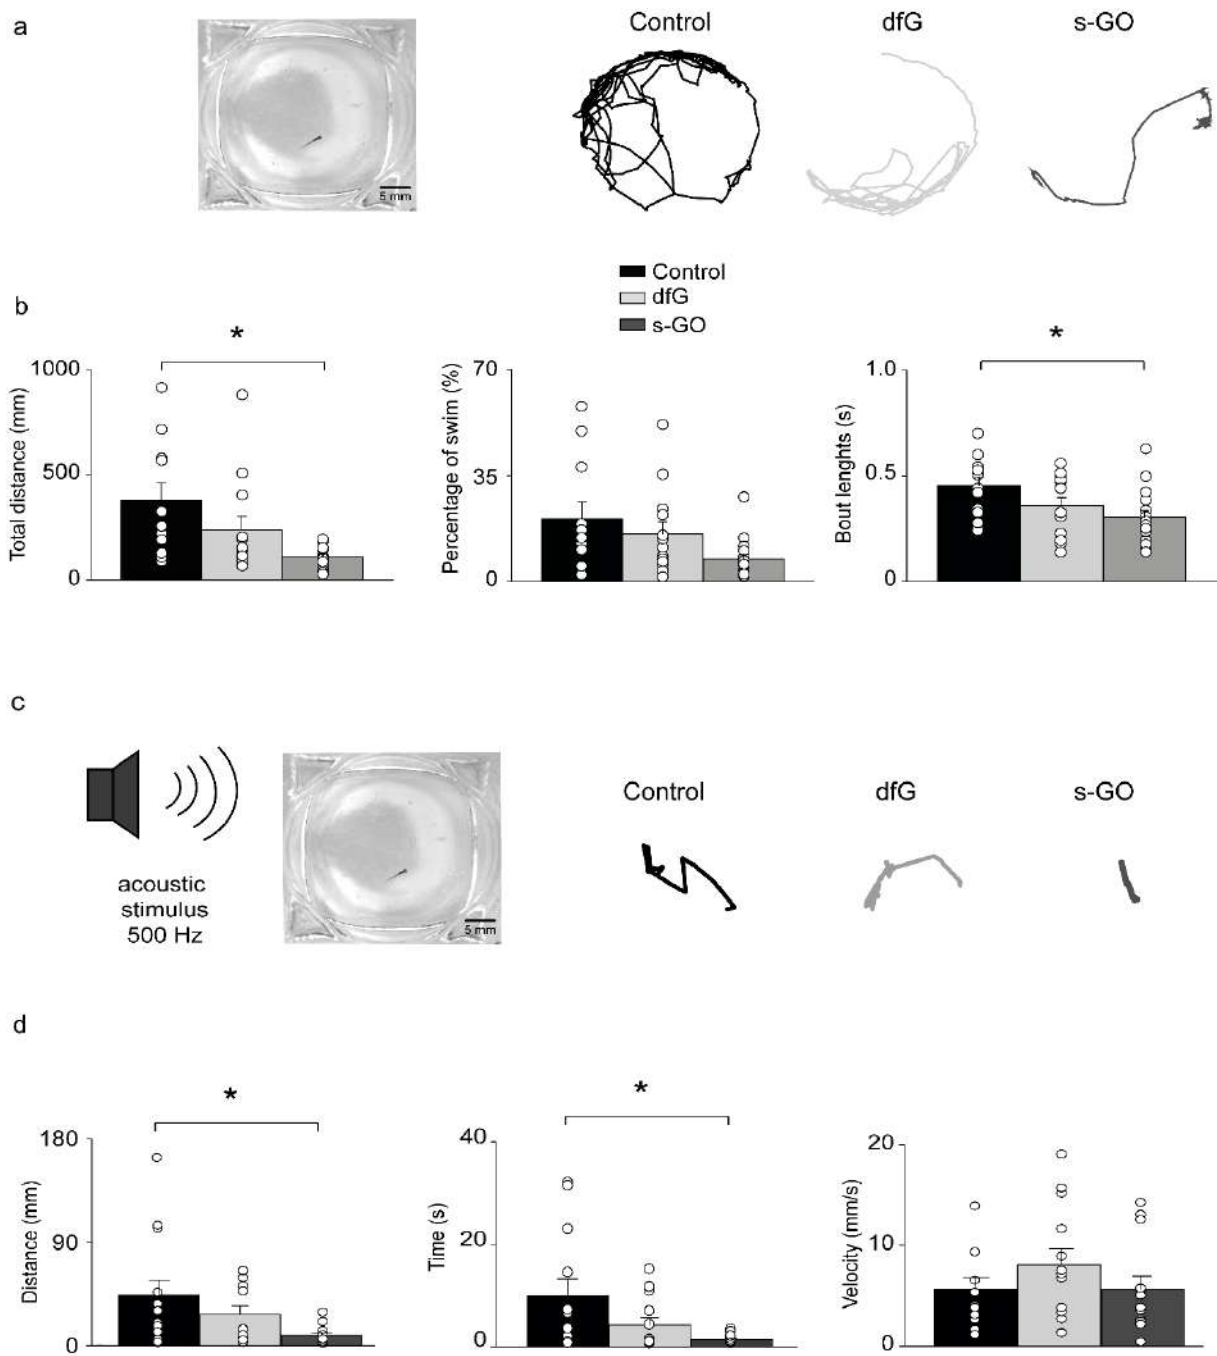 a
Control
dfG
s-GO
5 mm
Control
dfG
s-GO
b
*
*
1000
500
0
Total distance (mm)
70
35
0
Percentage of swim (%)
1.0
0.5
0
Bout lenghts (s)
c
acoustic
stimulus
500 Hz
5 mm
Control
dfG
s-GO
d
*
*
180
90
0
Distance (mm)
40
20
0
Time (s)
20
10
0
Velocity (mm/s)